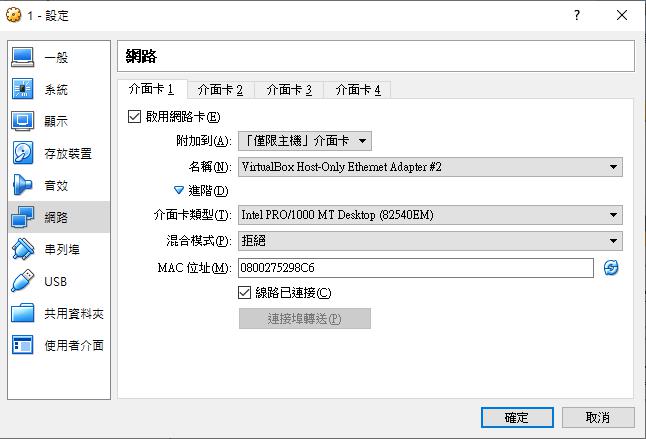 1 - 設定
一般
系統
顯示
存放裝置
音效
網路
串列埠
USB
共用資料夾
使用者介面
網路
介面卡 1 介面卡 2 介面卡 3 介面卡 4
啟用網路卡(E)
附加到(A): 「僅限主機」介面卡
名稱(N): VirtualBox Host-Only Ethernet Adapter #2
進階(D)
介面卡類型(T): Intel PRO/1000 MT Desktop (82540EM)
混合模式(P): 拒絕
MAC 位址(M): 0800275298C6
線路已連接(C)
連接埠轉送(P)
確定 取消